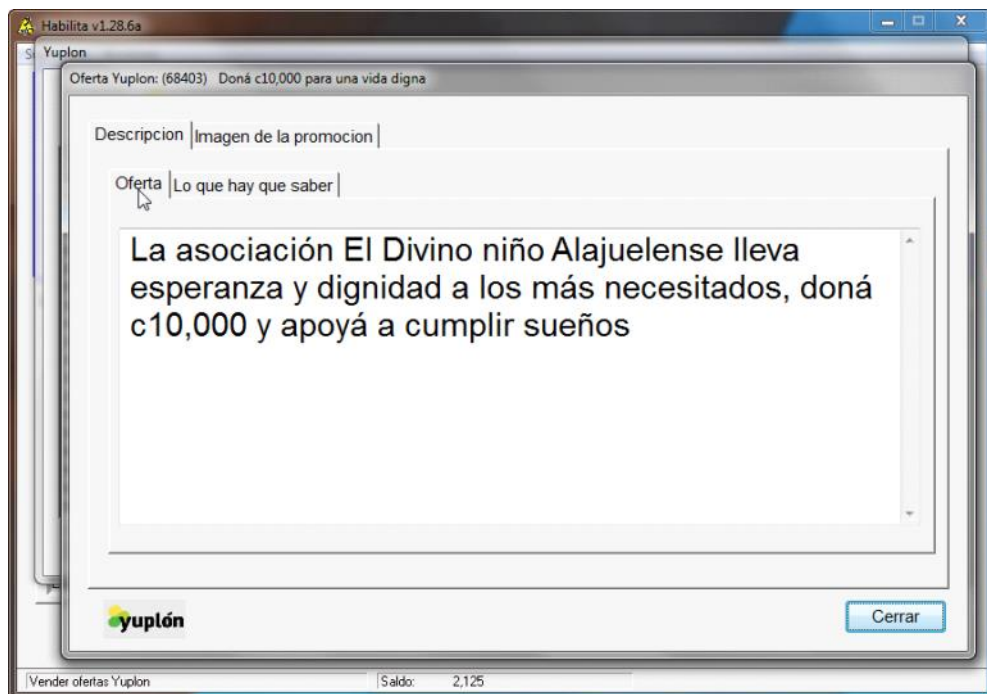 Habilita v1.28.6a
Yuplon
Oferta Yuplon: (68403) Doná c10,000 para una vida digna
Descripcion Imagen de la promocion
Oferta Lo que hay que saber
La asociación El Divino niño Alajuelense lleva
esperanza y dignidad a los más necesitados, doná
c10,000 y apoyá a cumplir sueños
yuplón
Cerrar
Vender ofertas Yuplon Saldo: 2,125